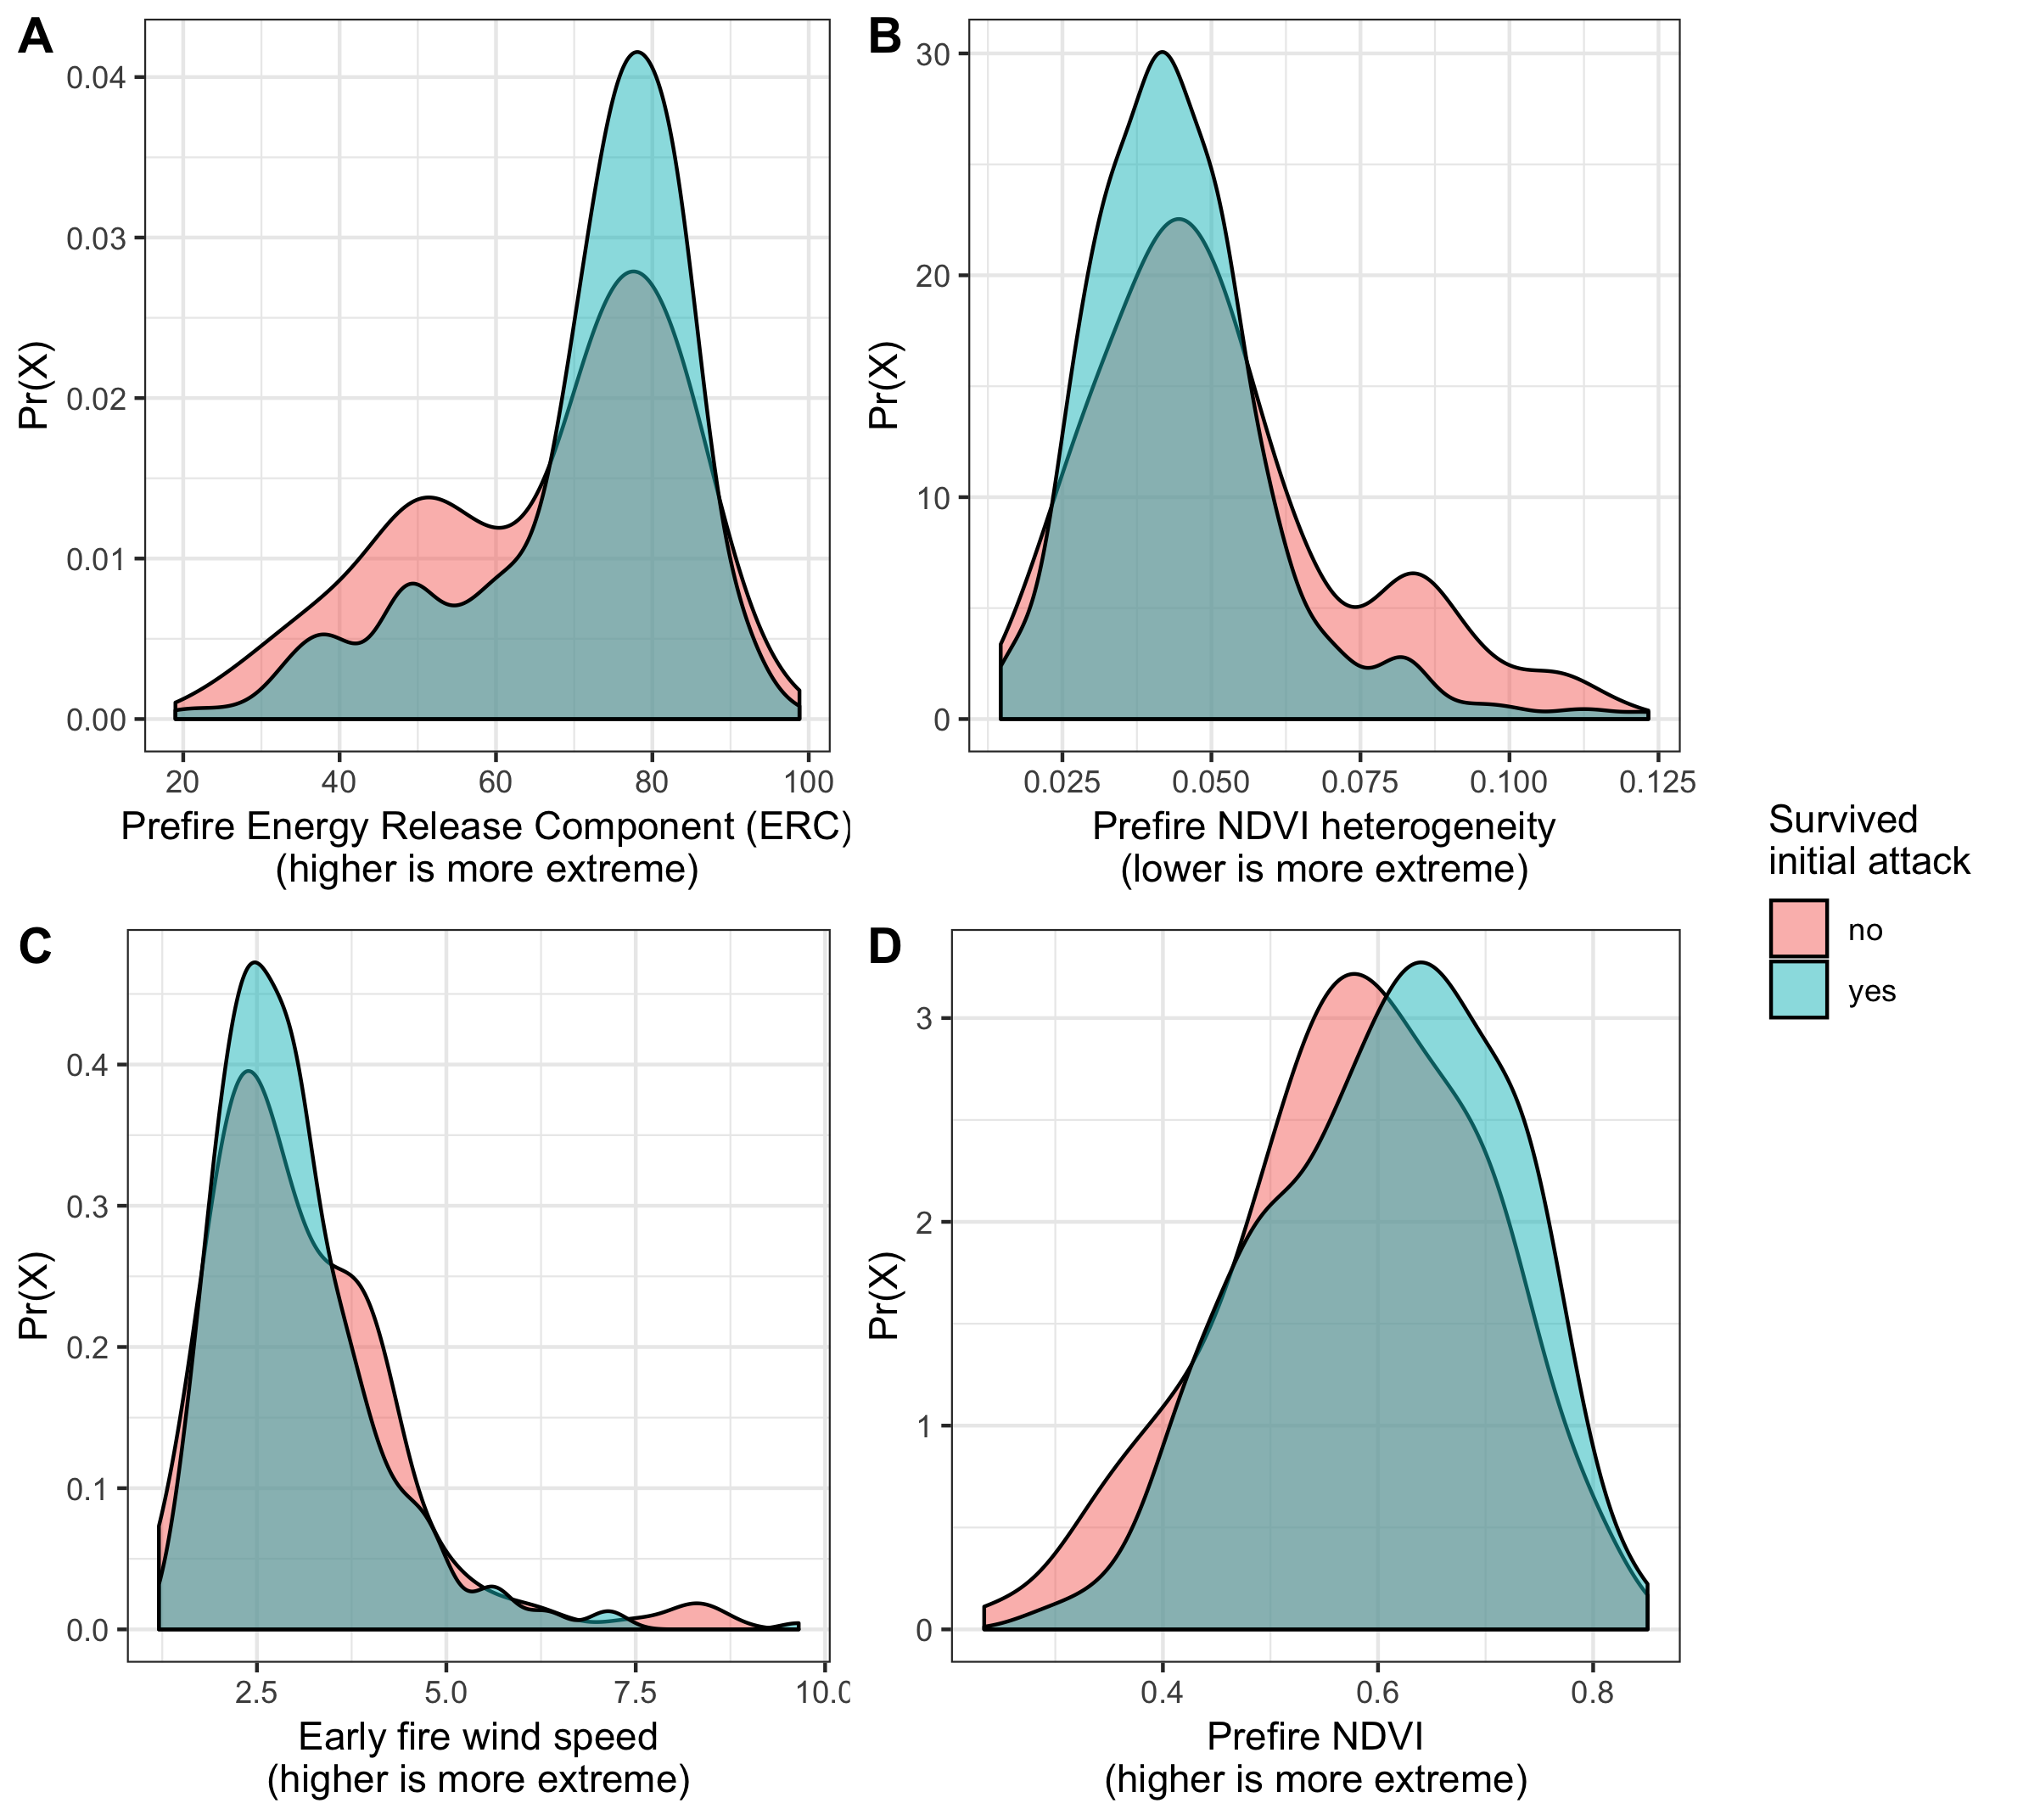 A
0.04
0.03
0.02
0.01
0.00
Pr(X)
20 40 60 80 100
Prefire Energy Release Component (ERC)
(higher is more extreme)
B
30
20
10
0
Pr(X)
0.025 0.050 0.075 0.100 0.125
Prefire NDVI heterogeneity
(lower is more extreme)
Survived
initial attack
no
yes
C
0.4
0.3
0.2
0.1
0.0
Pr(X)
2.5 5.0 7.5 10.0
Early fire wind speed
(higher is more extreme)
D
3
2
1
0
Pr(X)
0.4 0.6 0.8
Prefire NDVI
(higher is more extreme)